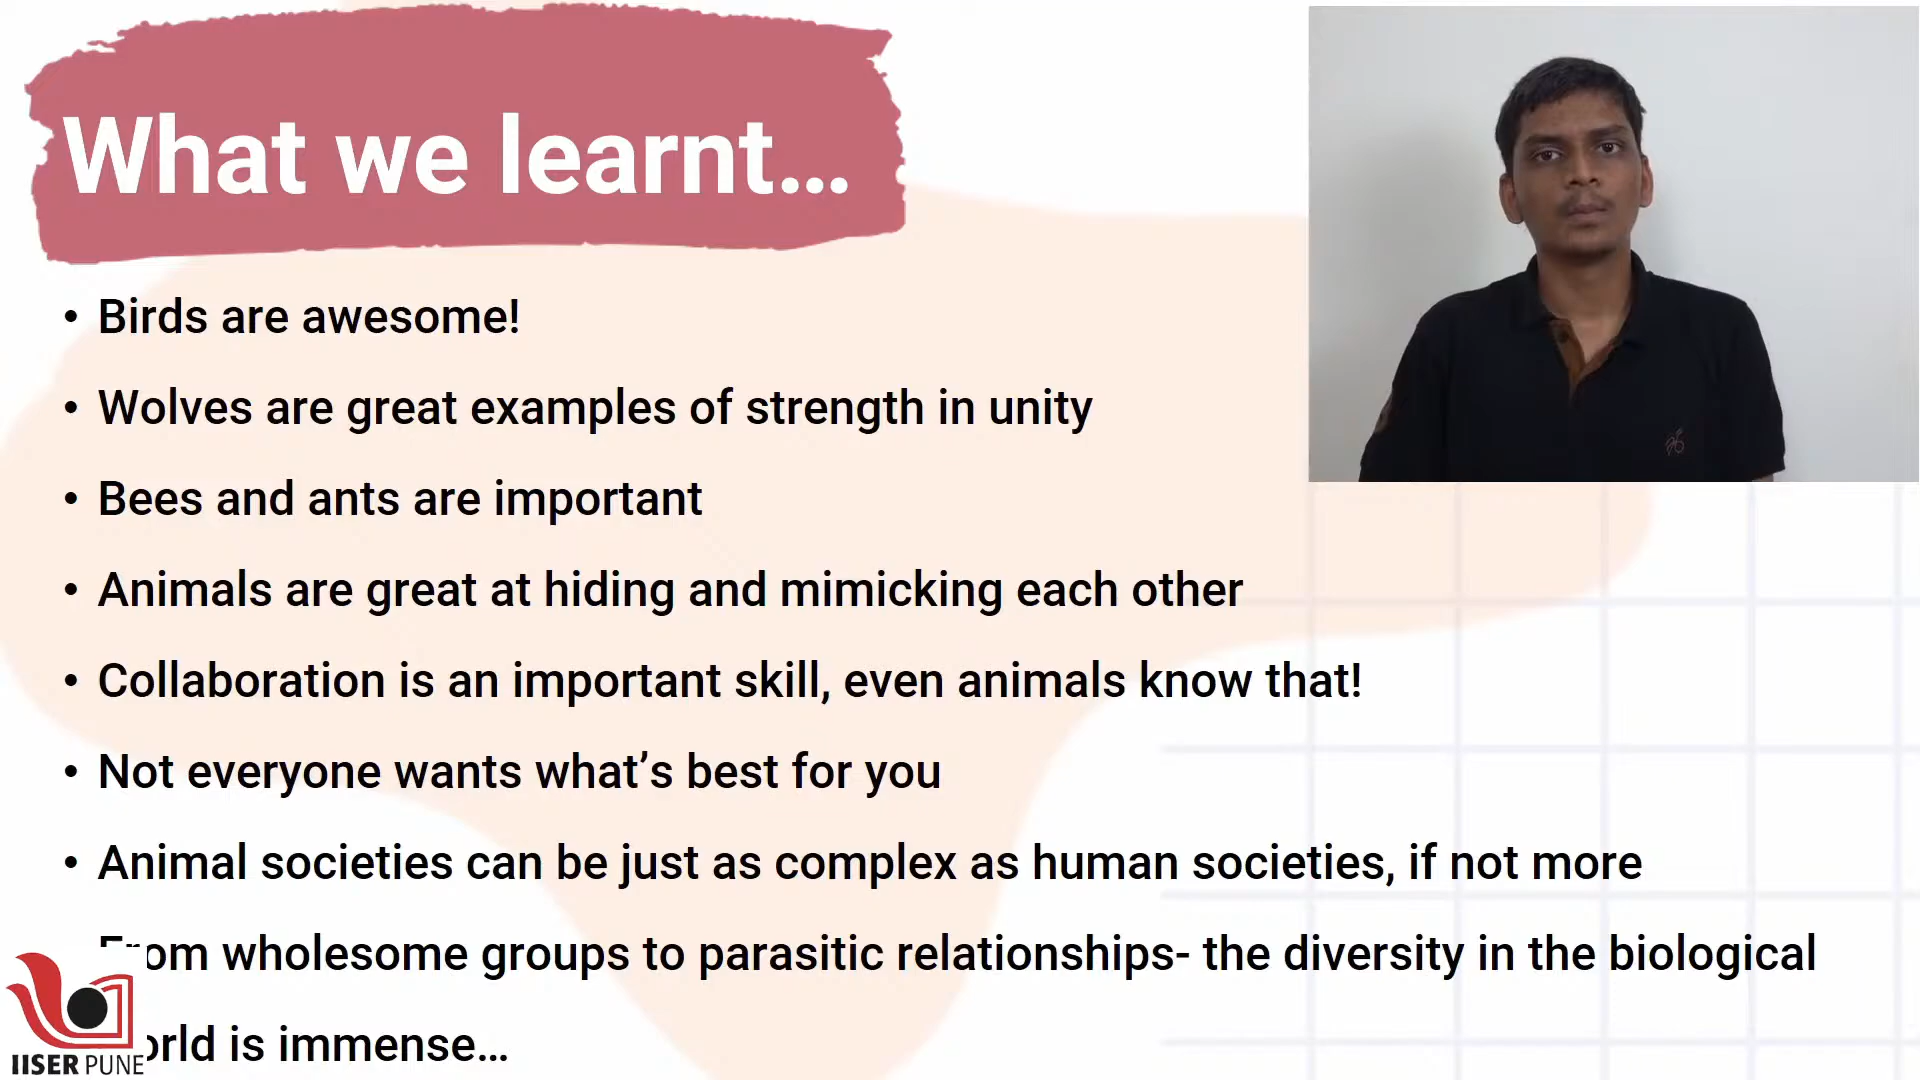 What we learnt...
• Birds are awesome!
• Wolves are great examples of strength in unity
• Bees and ants are important
• Animals are great at hiding and mimicking each other
• Collaboration is an important skill, even animals know that!
• Not everyone wants what’s best for you
• Animal societies can be just as complex as human societies, if not more
From wholesome groups to parasitic relationships- the diversity in the biological
orld is immense...
IISER PUNE